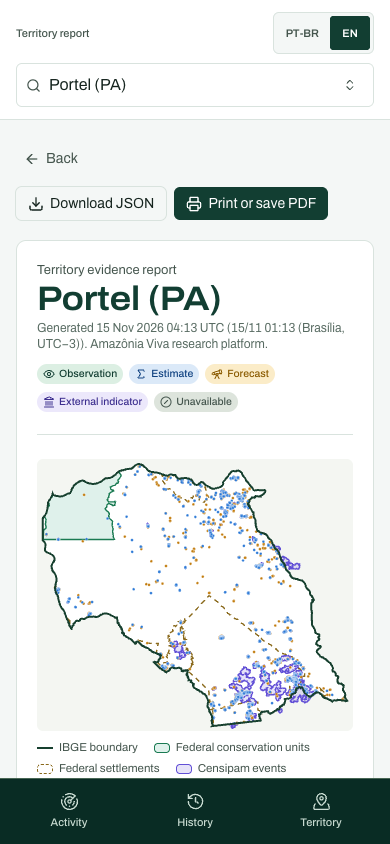 Territory report
PT-BR
EN
Portel (PA)
Back
Download JSON
Print or save PDF
Territory evidence report
Portel (PA)
Generated 15 Nov 2026 04:13 UTC (15/11 01:13 (Brasília,
UTC−3)). Amazônia Viva research platform.
Observation
Estimate
Forecast
External indicator
Unavailable
IBGE boundary
Federal conservation units
Federal settlements
Censipam events
Activity
History
Territory